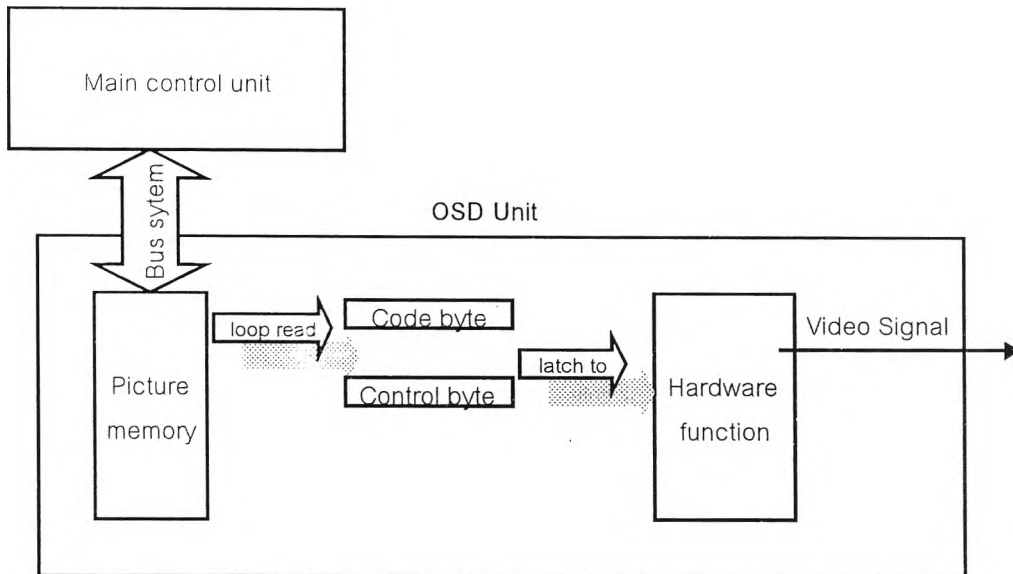 Main control unit
Bus sytem
OSD Unit
loop read
Code byte
Video Signal
latch to
Picture
memory
Control byte
Hardware
function